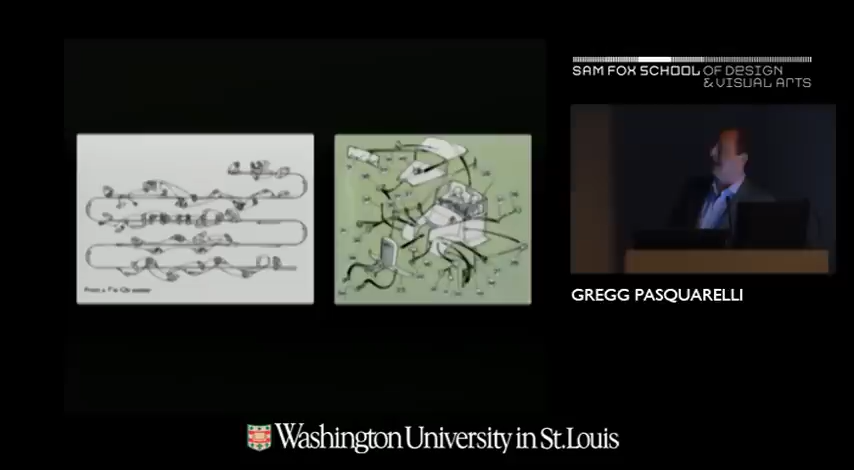 SAM FOX SCHOOL OF DESIGN
& VISUAL ARTS
GREGG PASQUARELLI
Washington University in St. Louis